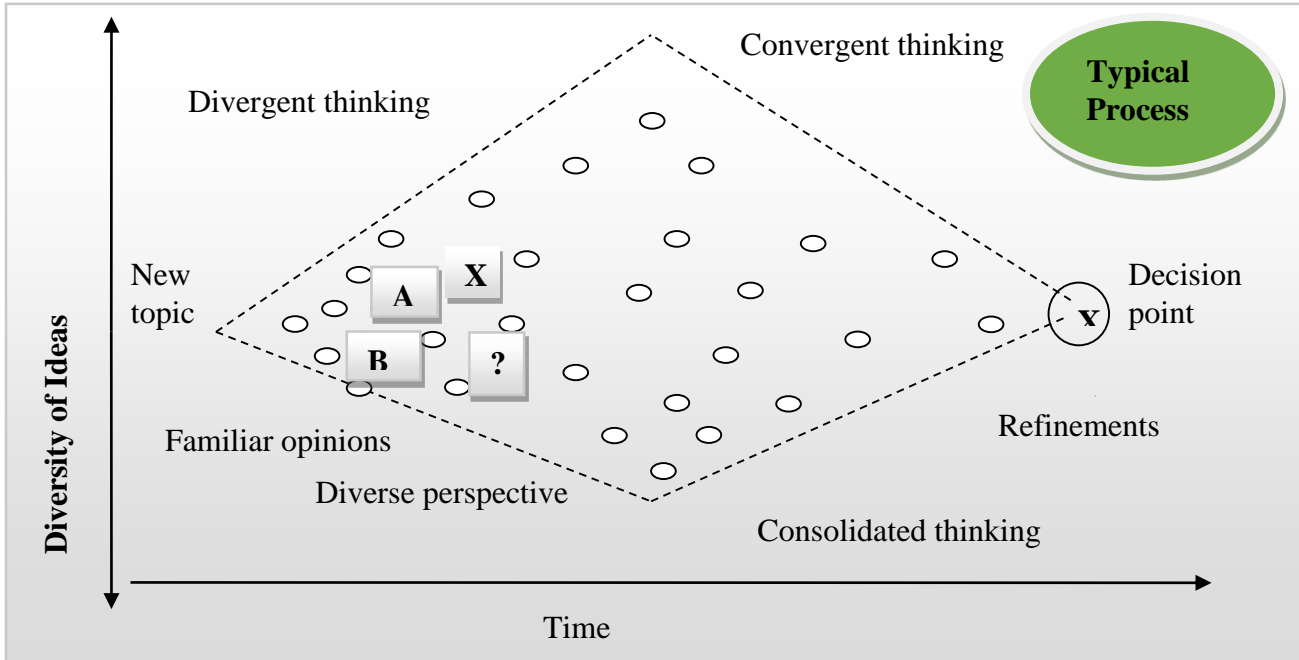 Convergent thinking
Typical
Process
Divergent thinking
New
topic
X
A
B
?
Decision
point
x
Familiar opinions
Refinements
Diverse perspective
Consolidated thinking
Diversity of Ideas
Time